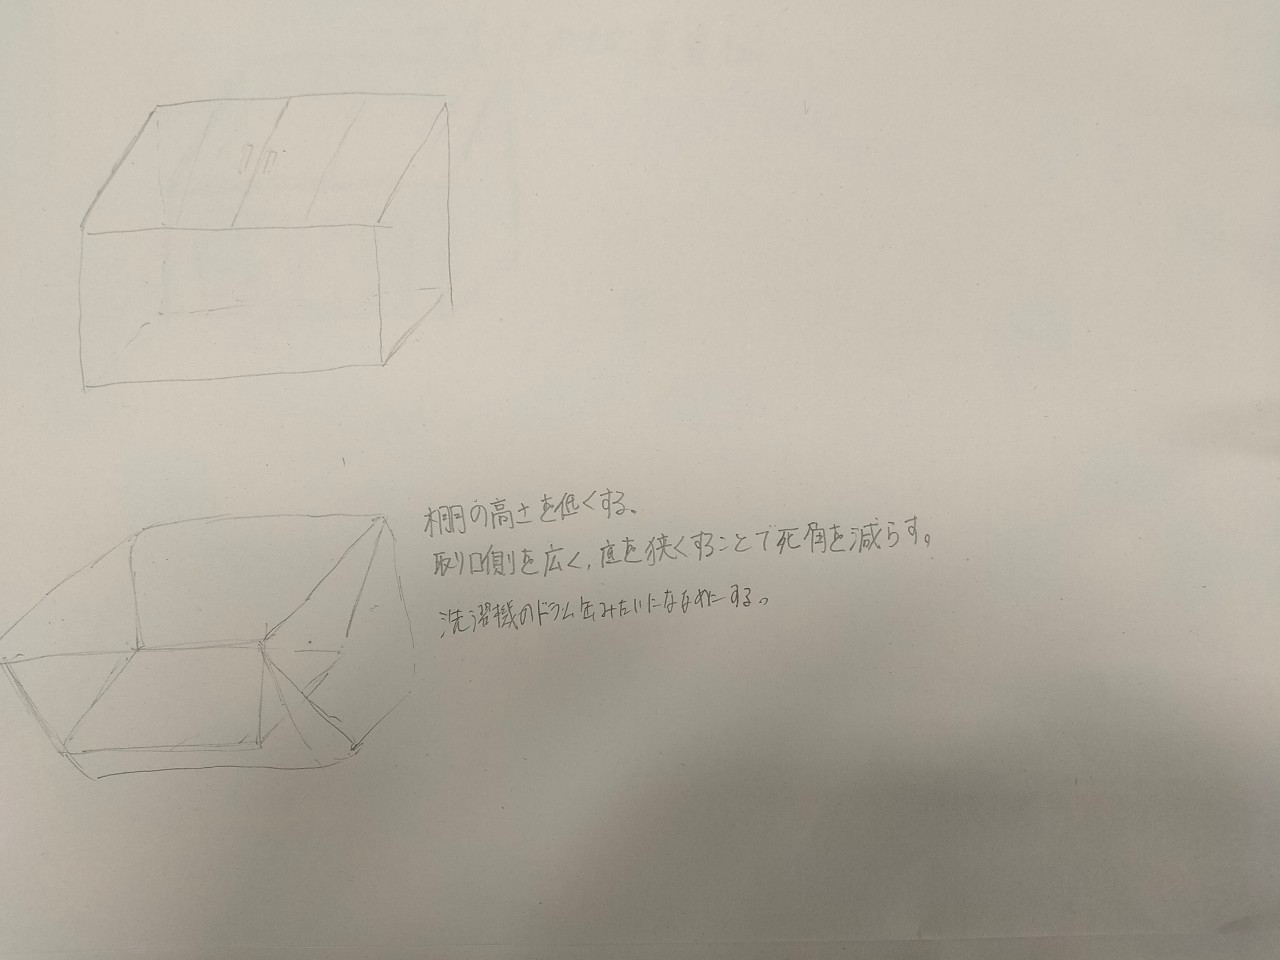 棚の高さを低くする。
取り口側を広く、底を狭くすることで死角を減らす。
洗濯機のドラム缶みたいにななめにする。